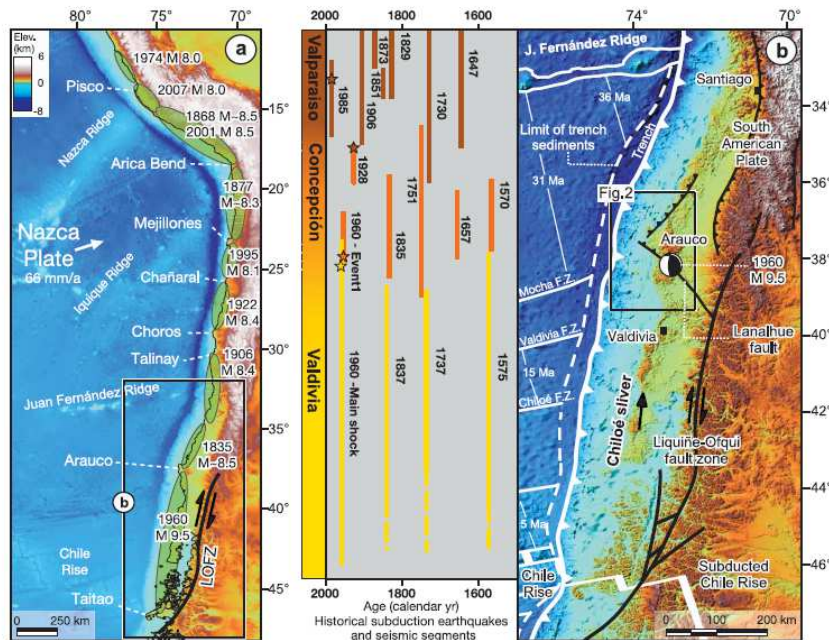 80°
75°
70°
Elev.
(km)
6
0
-8
a
1974 M 8.0
Pisco
2007 M 8.0
15°
1868 M~8.5
2001 M 8.5
Nazca Ridge
Arica Bend
1877
M~8.3
20°
Nazca
Plate
66 mm/a
Mejillones
Iquique Ridge
1995
M 8.1
25°
Chañaral
1922
M 8.4
Choros
Talinay
30°
1906
M 8.4
Juan Fernández Ridge
35°
1835
M~8.5
Arauco
b
40°
1960
M 9.5
LOFZ
Chile
Rise
Taitao
45°
0
250 km
2000
1900
1800
1700
1600
Valparaiso
Concepción
Valdivia
1985
1906
1873
1851
1829
1730
1647
1928
1751
1570
1835
1657
1960 - Event1
1960 -Main shock
1837
1737
1575
2000
1900
1800
1700
1600
Age (calendar yr)
Historical subduction earthquakes
and seismic segments
74°
70°
J. Fernández Ridge
b
Santiago
34°
36 Ma
Trench
South
American
Plate
Limit of trench
sediments
31 Ma
36°
Fig.2
Arauco
38°
1960
M 9.5
Mocha F.Z.
Lanalhue
fault
Valdivia F.Z.
Valdivia
40°
15 Ma
Chiloé F.Z.
Chiloé sliver
42°
Liquiñe-Ofqui
fault zone
44°
5 Ma
Subducted
Chile Rise
46°
Chile
Rise
0
100
200 km